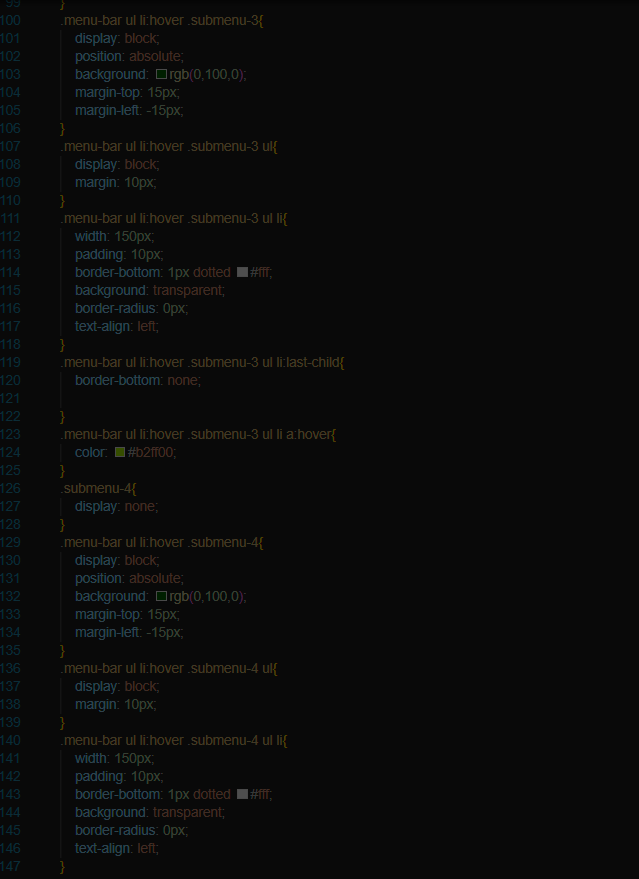 99 }
100 .menu-bar ul li:hover .submenu-3{
101 display: block;
102 position: absolute;
103 background: rgb(0,100,0);
104 margin-top: 15px;
105 margin-left: -15px;
106 }
107 .menu-bar ul li:hover .submenu-3 ul{
108 display: block;
109 margin: 10px;
110 }
111 .menu-bar ul li:hover .submenu-3 ul li{
112 width: 150px;
113 padding: 10px;
114 border-bottom: 1px dotted #fff;
115 background: transparent;
116 border-radius: 0px;
117 text-align: left;
118 }
119 .menu-bar ul li:hover .submenu-3 ul li:last-child{
120 border-bottom: none;
121
122 }
123 .menu-bar ul li:hover .submenu-3 ul li a:hover{
124 color: #b2ff00;
125 }
126 .submenu-4{
127 display: none;
128 }
129 .menu-bar ul li:hover .submenu-4{
130 display: block;
131 position: absolute;
132 background: rgb(0,100,0);
133 margin-top: 15px;
134 margin-left: -15px;
135 }
136 .menu-bar ul li:hover .submenu-4 ul{
137 display: block;
138 margin: 10px;
139 }
140 .menu-bar ul li:hover .submenu-4 ul li{
141 width: 150px;
142 padding: 10px;
143 border-bottom: 1px dotted #fff;
144 background: transparent;
145 border-radius: 0px;
146 text-align: left;
147 }